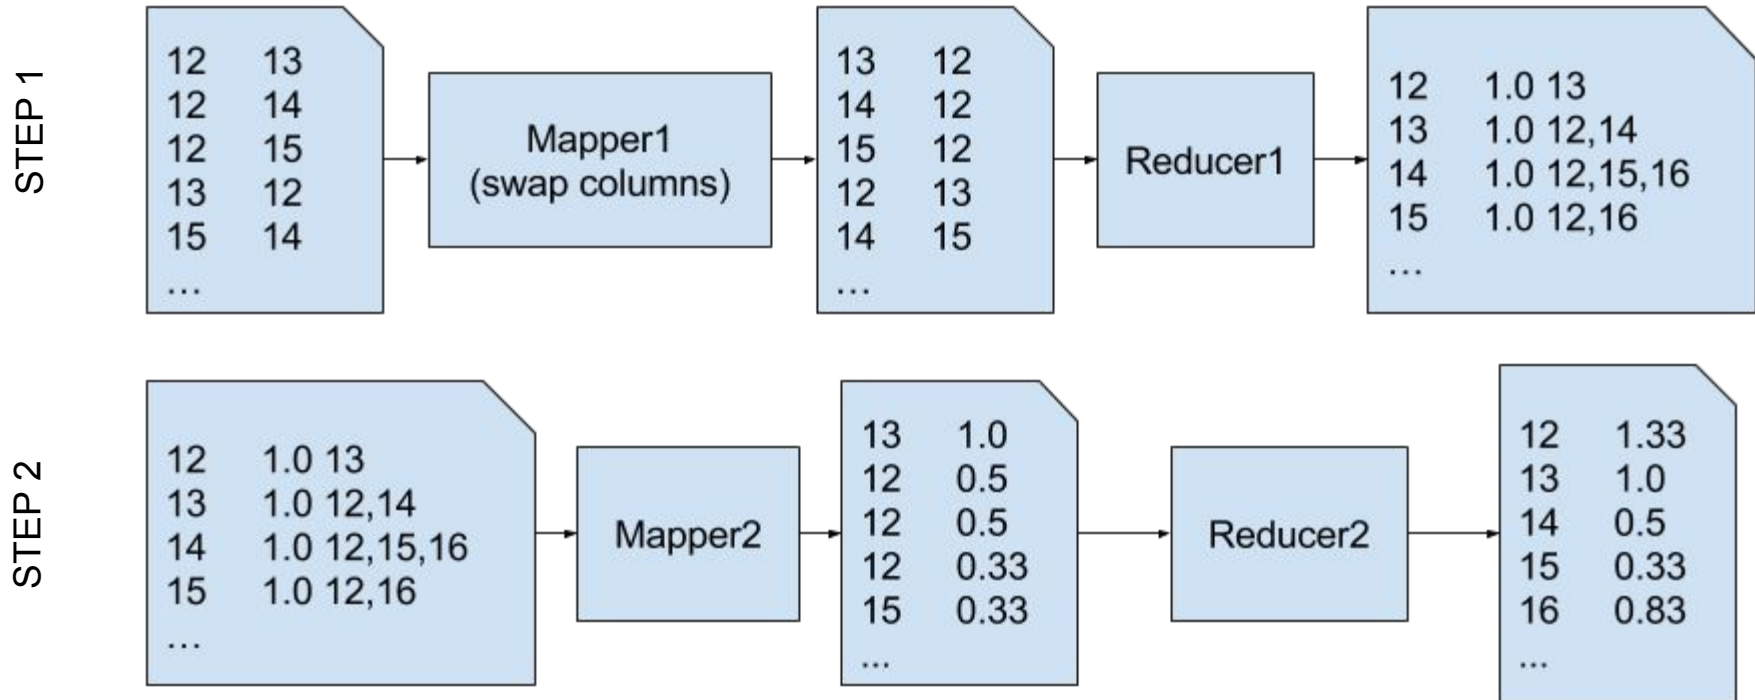 STEP 1
12 13
12 14
12 15
13 12
15 14
...
Mapper1
(swap columns)
13 12
14 12
15 12
12 13
14 15
...
Reducer1
12 1.0 13
13 1.0 12,14
14 1.0 12,15,16
15 1.0 12,16
...
STEP 2
12 1.0 13
13 1.0 12,14
14 1.0 12,15,16
15 1.0 12,16
...
Mapper2
13 1.0
12 0.5
12 0.5
12 0.33
15 0.33
...
Reducer2
12 1.33
13 1.0
14 0.5
15 0.33
16 0.83
...